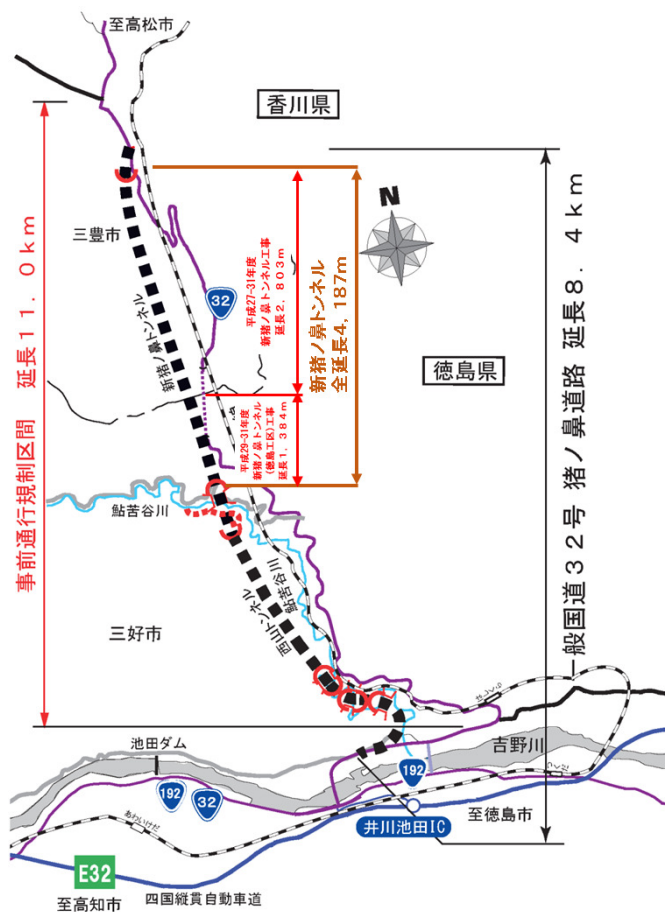 至高松市
香川県
三豊市
32
新猪ノ鼻トンネル
平成27-31年度
新猪ノ鼻トンネル工事
延長2,803m
新猪ノ鼻トンネル
全延長4,187m
N
徳島県
平成29-31年度
新猪ノ鼻トンネル
(徳島工区)工事
延長1,384m
事前通行規制区間 延長11.0km
一般国道32号 猪ノ鼻道路 延長8.4km
鮎苦谷川
鮎苦谷川
西山トンネル
三好市
池田ダム
吉野川
192
192
32
井川池田IC
至徳島市
あわいけだ
E32
至高知市
四国縦貫自動車道